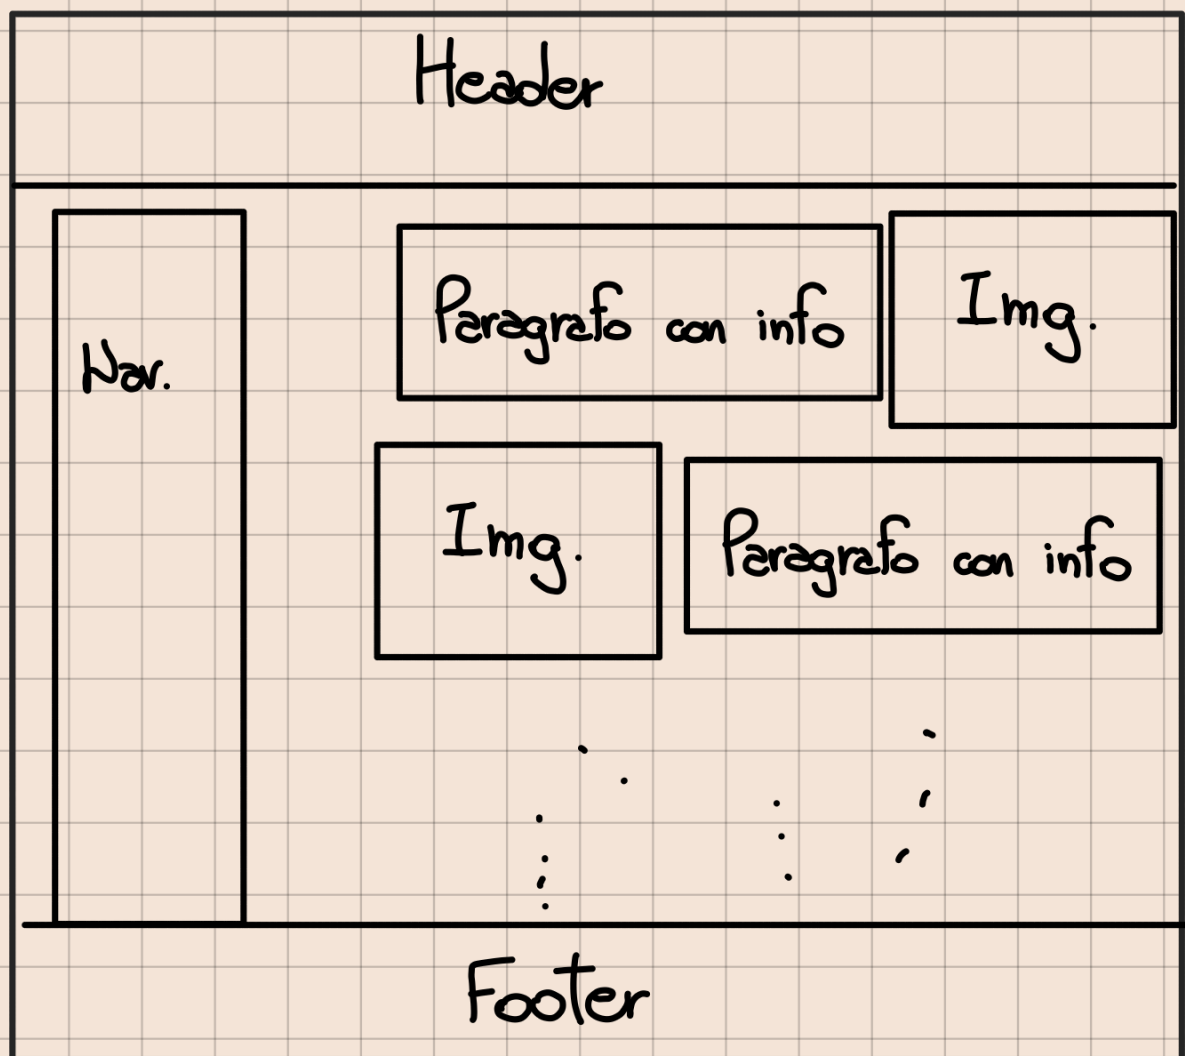 Header
Nav.
Paragrafo con info
Img.
Img.
Paragrafo con info
Footer